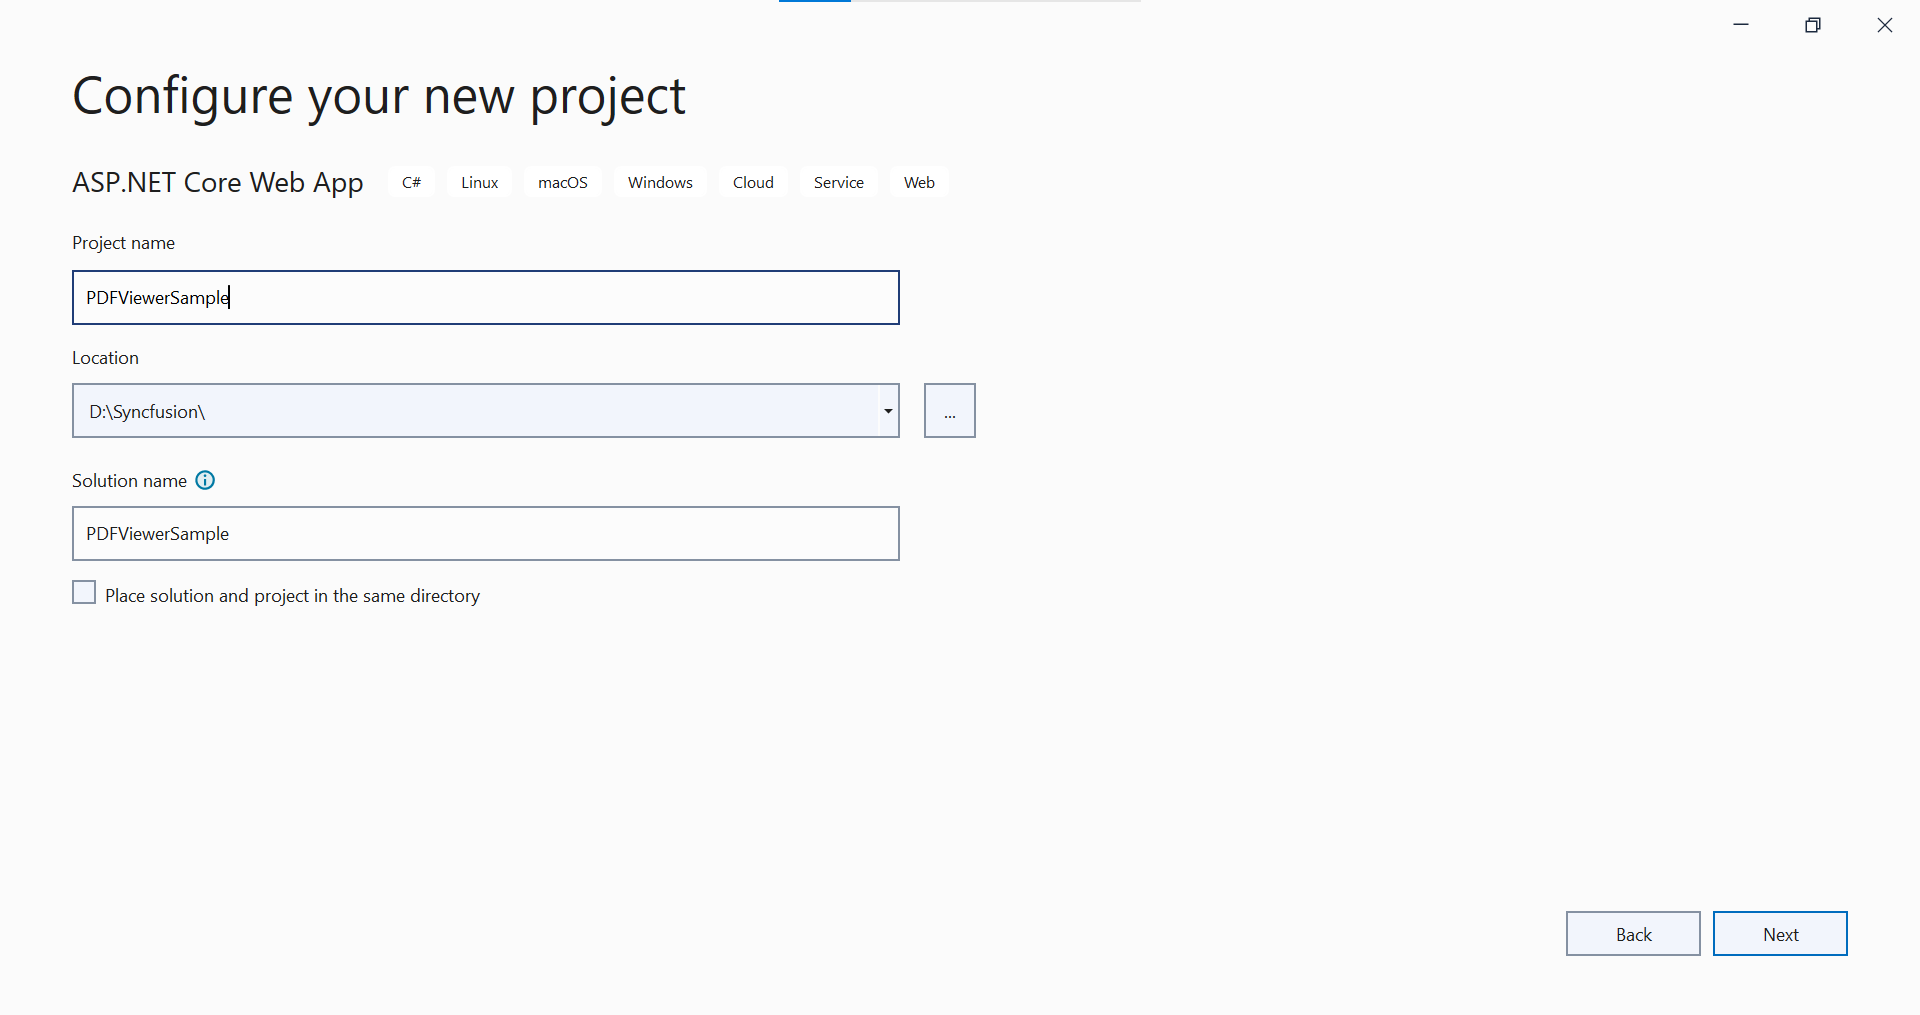 Configure your new project
ASP.NET Core Web App C# Linux macOS Windows Cloud Service Web
Project name
PDFViewerSample
Location
D:\Syncfusion\
...
Solution name
PDFViewerSample
Place solution and project in the same directory
Back Next